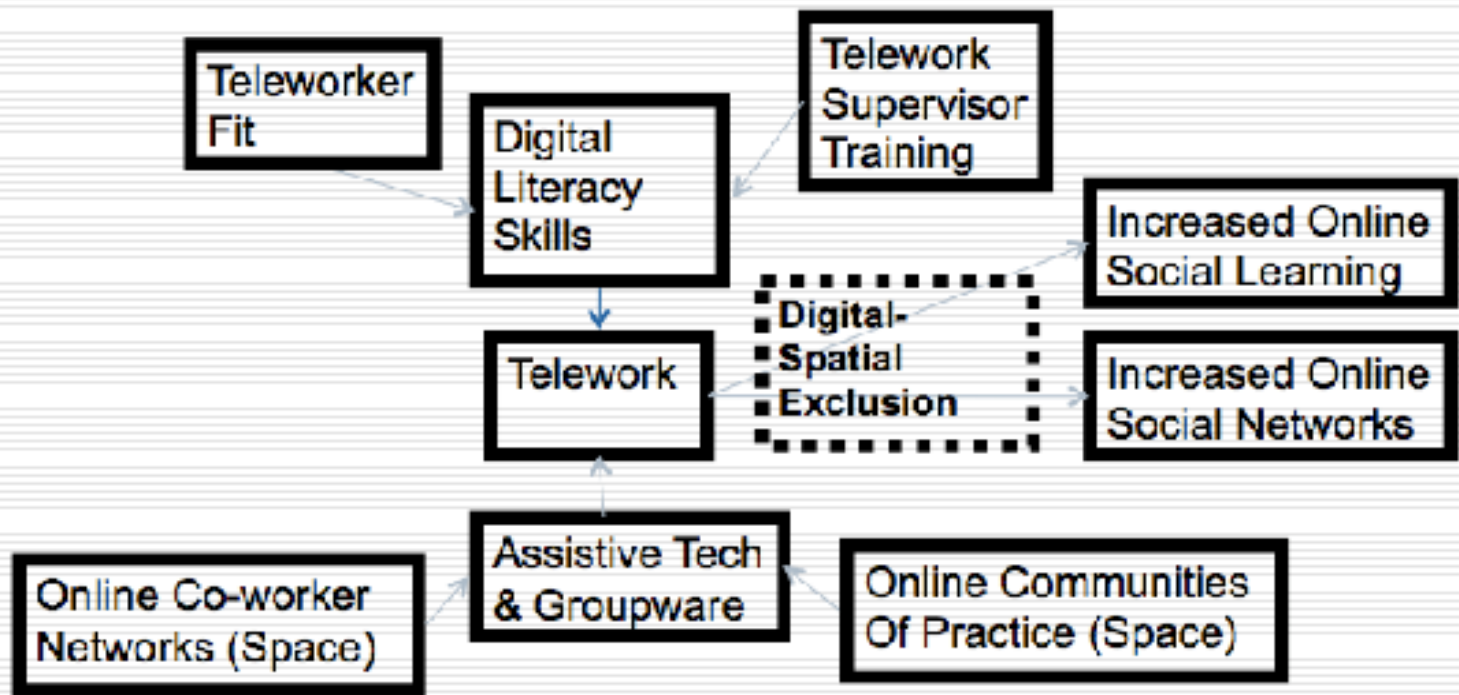 Teleworker
Fit
Digital
Literacy
Skills
Telework
Supervisor
Training
Increased Online
Social Learning
Digital-
Spatial
Exclusion
Telework
Increased Online
Social Networks
Assistive Tech
& Groupware
Online Co-worker
Networks (Space)
Online Communities
Of Practice (Space)